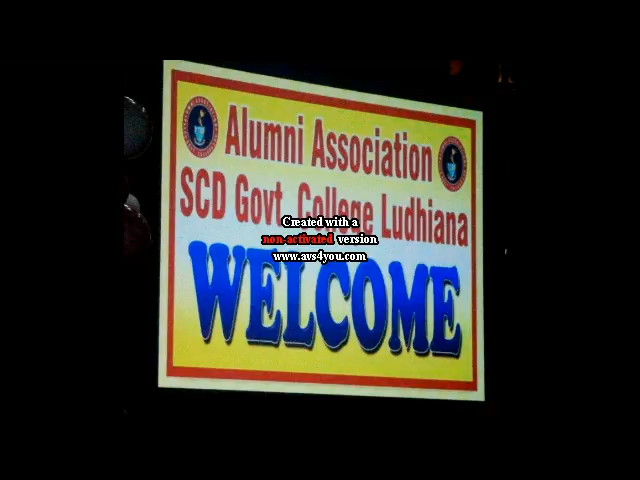 Alumni Association
SCD Govt. College Ludhiana
Created with a
non-activated version
www.avs4you.com
WELCOME